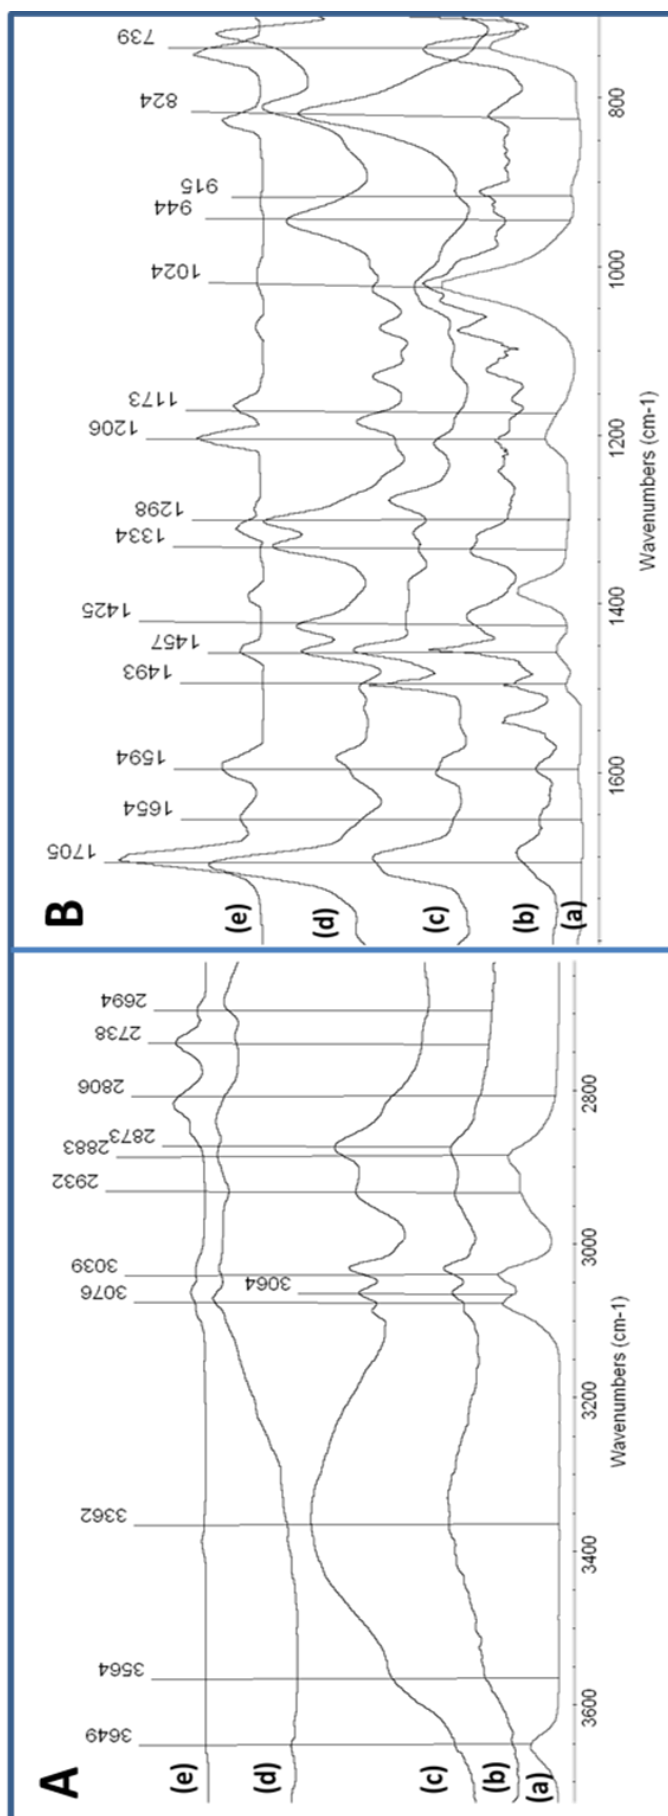 A
3649
3564
3362
3076
3064
3039
2932
2883
2873
2806
2738
2694
(e)
(d)
(c)
(b)
(a)
3600
3400
3200
3000
2800
Wavenumbers (cm-1)
B
1705
1654
1594
1493
1457
1425
1334
1298
1206
1173
1024
944
915
824
739
(e)
(d)
(c)
(b)
(a)
1600
1400
1200
1000
800
Wavenumbers (cm-1)